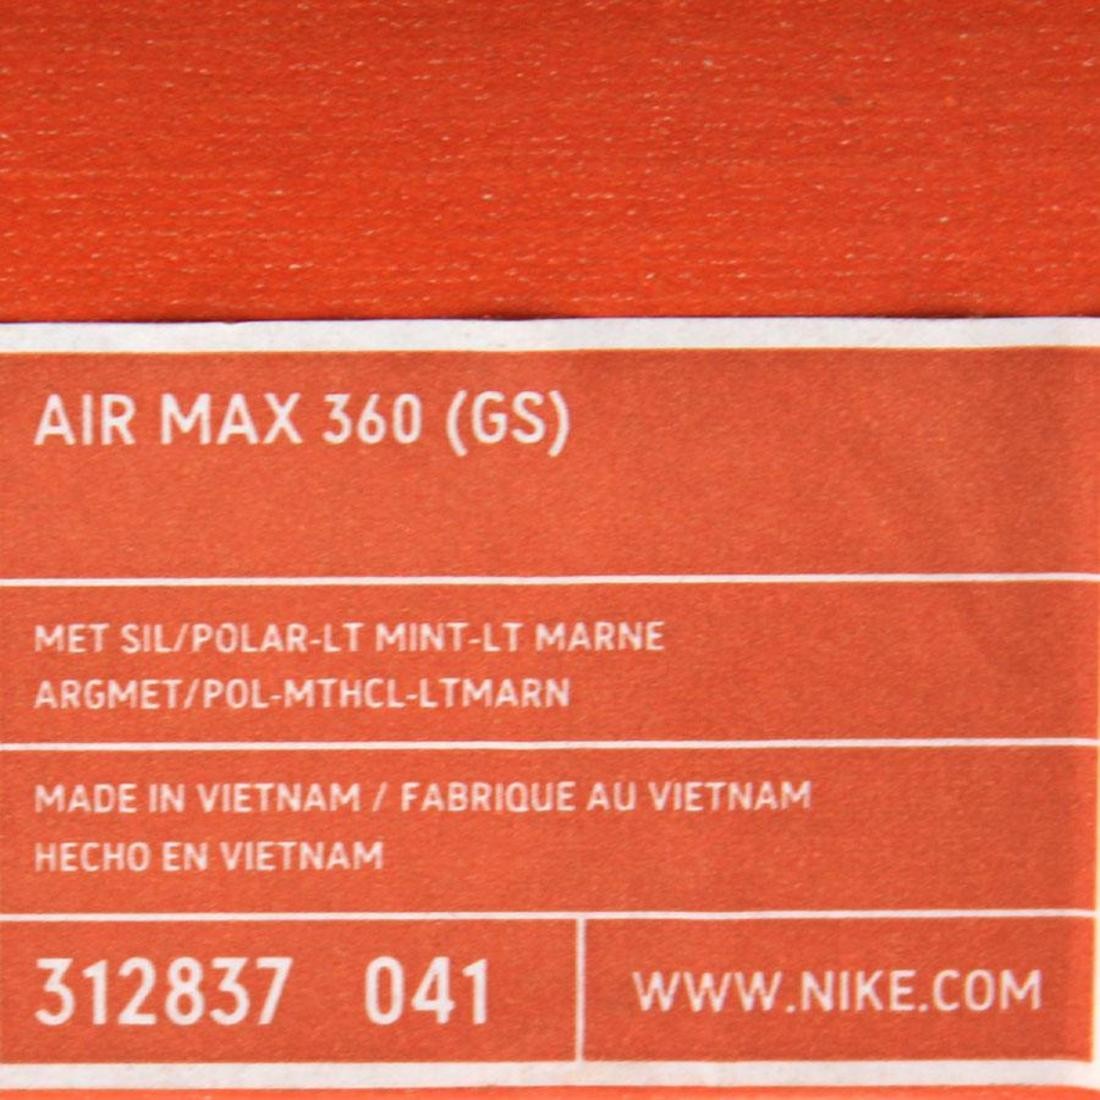 AIR MAX 360 (GS)
MET SIL/POLAR-LT MINT-LT MARNE
ARGMET/POL-MTHCL-LTMARN
MADE IN VIETNAM / FABRIQUE AU VIETNAM
HECHO EN VIETNAM
312837 041
WWW.NIKE.COM